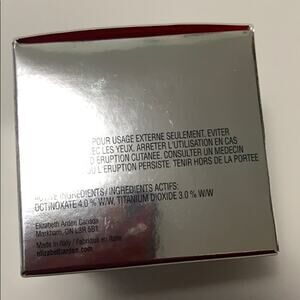 POUR USAGE EXTERNE SEULEMENT. EVITER
LES YEUX. ARRETER L'UTILISATION EN CAS
D'ERUPTION CUTANEE. CONSULTER UN MEDECIN
L'ERUPTION PERSISTE. TENIR HORS DE LA PORTEE
INGREDIENTS/INGREDIENTS ACTIFS:
OCTINOXATE 4.0 % W/W, TITANIUM DIOXIDE 3.0 % W/W
Elizabeth Arden Canada
Markham, ON L3R 5B1
Made in Italy / Fabriqué en Italie
elizabetharden.com